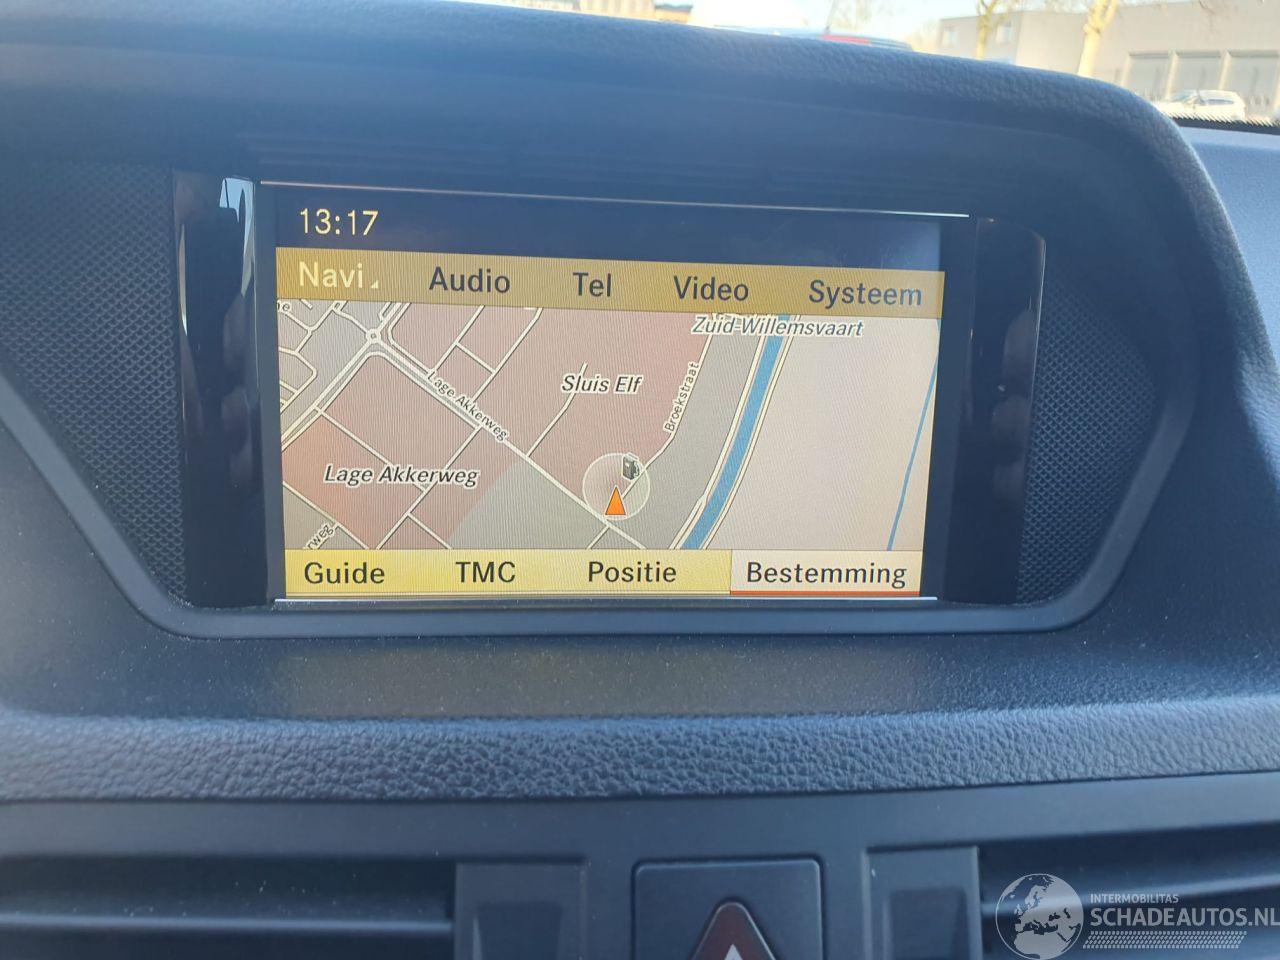 13:17
Navi Audio Tel Video Systeem
Zuid-Willemsvaart
Sluis Elf
Broekstraat
Lage Akkerweg
Lage Akkerweg
Guide TMC Positie Bestemming
INTERMOBILITAS
SCHADEAUTOS.NL